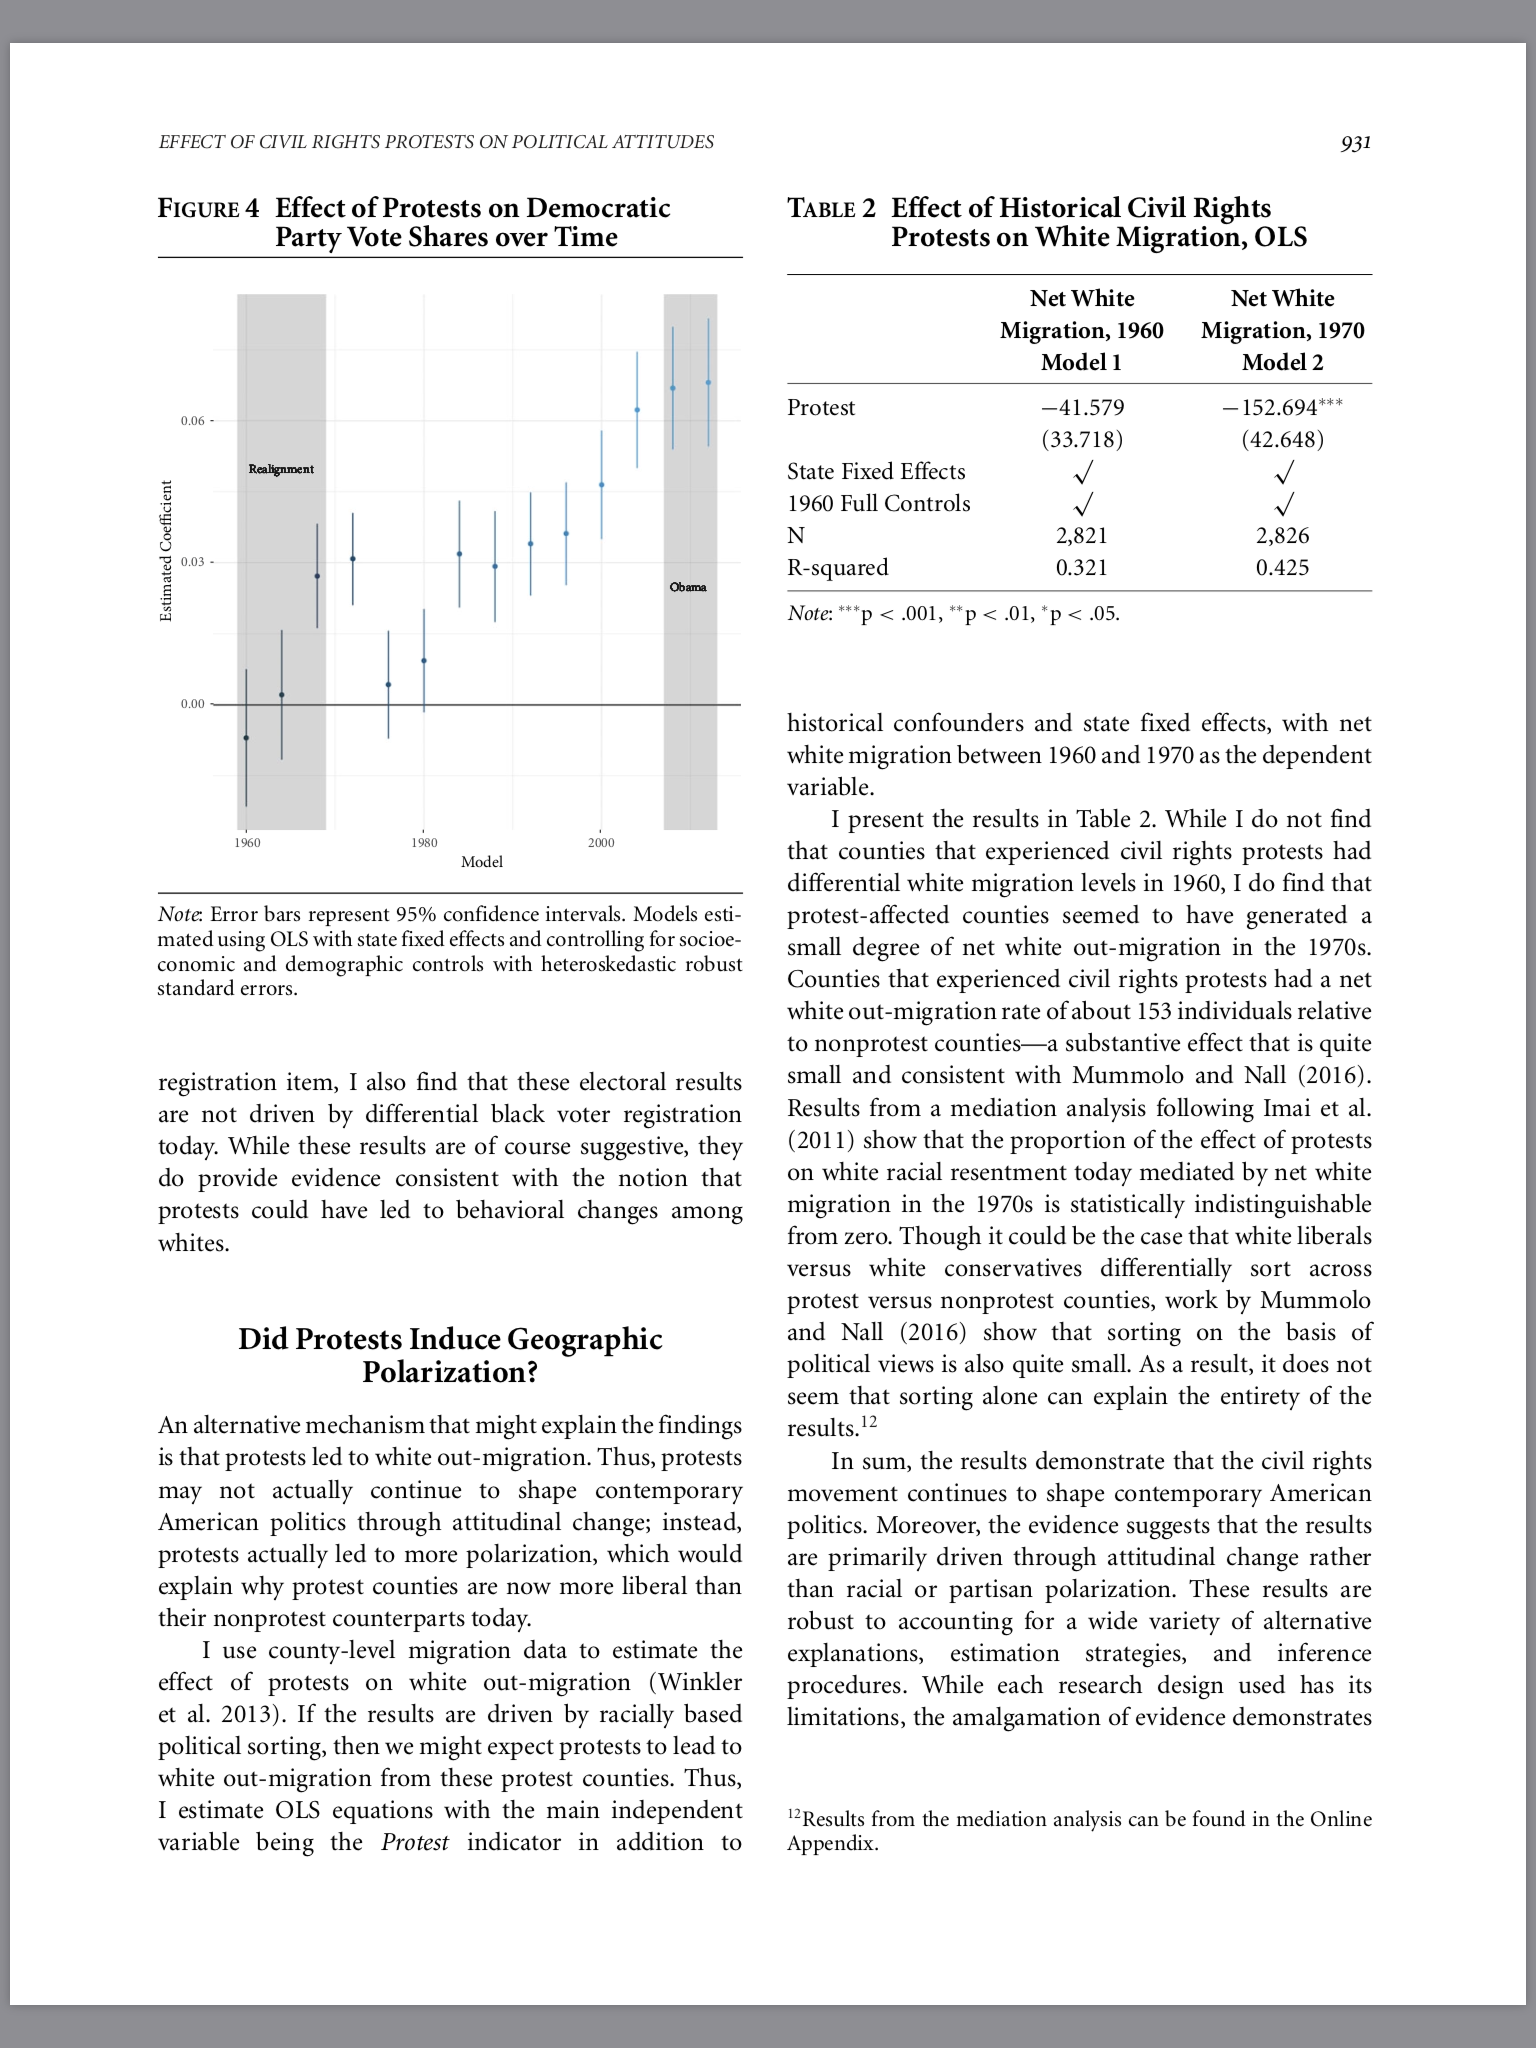 EFFECT OF CIVIL RIGHTS PROTESTS ON POLITICAL ATTITUDES
931
FIGURE 4 Effect of Protests on Democratic
Party Vote Shares over Time
Realignment
Obama
Estimated Coefficient
0.06
0.03
0.00
1960
1980
2000
Model
Note: Error bars represent 95% confidence intervals. Models esti-
mated using OLS with state fixed effects and controlling for socioe-
conomic and demographic controls with heteroskedastic robust
standard errors.
registration item, I also find that these electoral results
are not driven by differential black voter registration
today. While these results are of course suggestive, they
do provide evidence consistent with the notion that
protests could have led to behavioral changes among
whites.
Did Protests Induce Geographic
Polarization?
An alternative mechanism that might explain the findings
is that protests led to white out-migration. Thus, protests
may not actually continue to shape contemporary
American politics through attitudinal change; instead,
protests actually led to more polarization, which would
explain why protest counties are now more liberal than
their nonprotest counterparts today.
I use county-level migration data to estimate the
effect of protests on white out-migration (Winkler
et al. 2013). If the results are driven by racially based
political sorting, then we might expect protests to lead to
white out-migration from these protest counties. Thus,
I estimate OLS equations with the main independent
variable being the Protest indicator in addition to
TABLE 2 Effect of Historical Civil Rights
Protests on White Migration, OLS
Net White Net White
Migration, 1960 Migration, 1970
Model 1 Model 2
Protest −41.579 −152.694***
(33.718) (42.648)
State Fixed Effects ✓ ✓
1960 Full Controls ✓ ✓
N 2,821 2,826
R-squared 0.321 0.425
Note: ***p < .001, **p < .01, *p < .05.
historical confounders and state fixed effects, with net
white migration between 1960 and 1970 as the dependent
variable.
I present the results in Table 2. While I do not find
that counties that experienced civil rights protests had
differential white migration levels in 1960, I do find that
protest-affected counties seemed to have generated a
small degree of net white out-migration in the 1970s.
Counties that experienced civil rights protests had a net
white out-migration rate of about 153 individuals relative
to nonprotest counties—a substantive effect that is quite
small and consistent with Mummolo and Nall (2016).
Results from a mediation analysis following Imai et al.
(2011) show that the proportion of the effect of protests
on white racial resentment today mediated by net white
migration in the 1970s is statistically indistinguishable
from zero. Though it could be the case that white liberals
versus white conservatives differentially sort across
protest versus nonprotest counties, work by Mummolo
and Nall (2016) show that sorting on the basis of
political views is also quite small. As a result, it does not
seem that sorting alone can explain the entirety of the
results.12
In sum, the results demonstrate that the civil rights
movement continues to shape contemporary American
politics. Moreover, the evidence suggests that the results
are primarily driven through attitudinal change rather
than racial or partisan polarization. These results are
robust to accounting for a wide variety of alternative
explanations, estimation strategies, and inference
procedures. While each research design used has its
limitations, the amalgamation of evidence demonstrates
12Results from the mediation analysis can be found in the Online
Appendix.